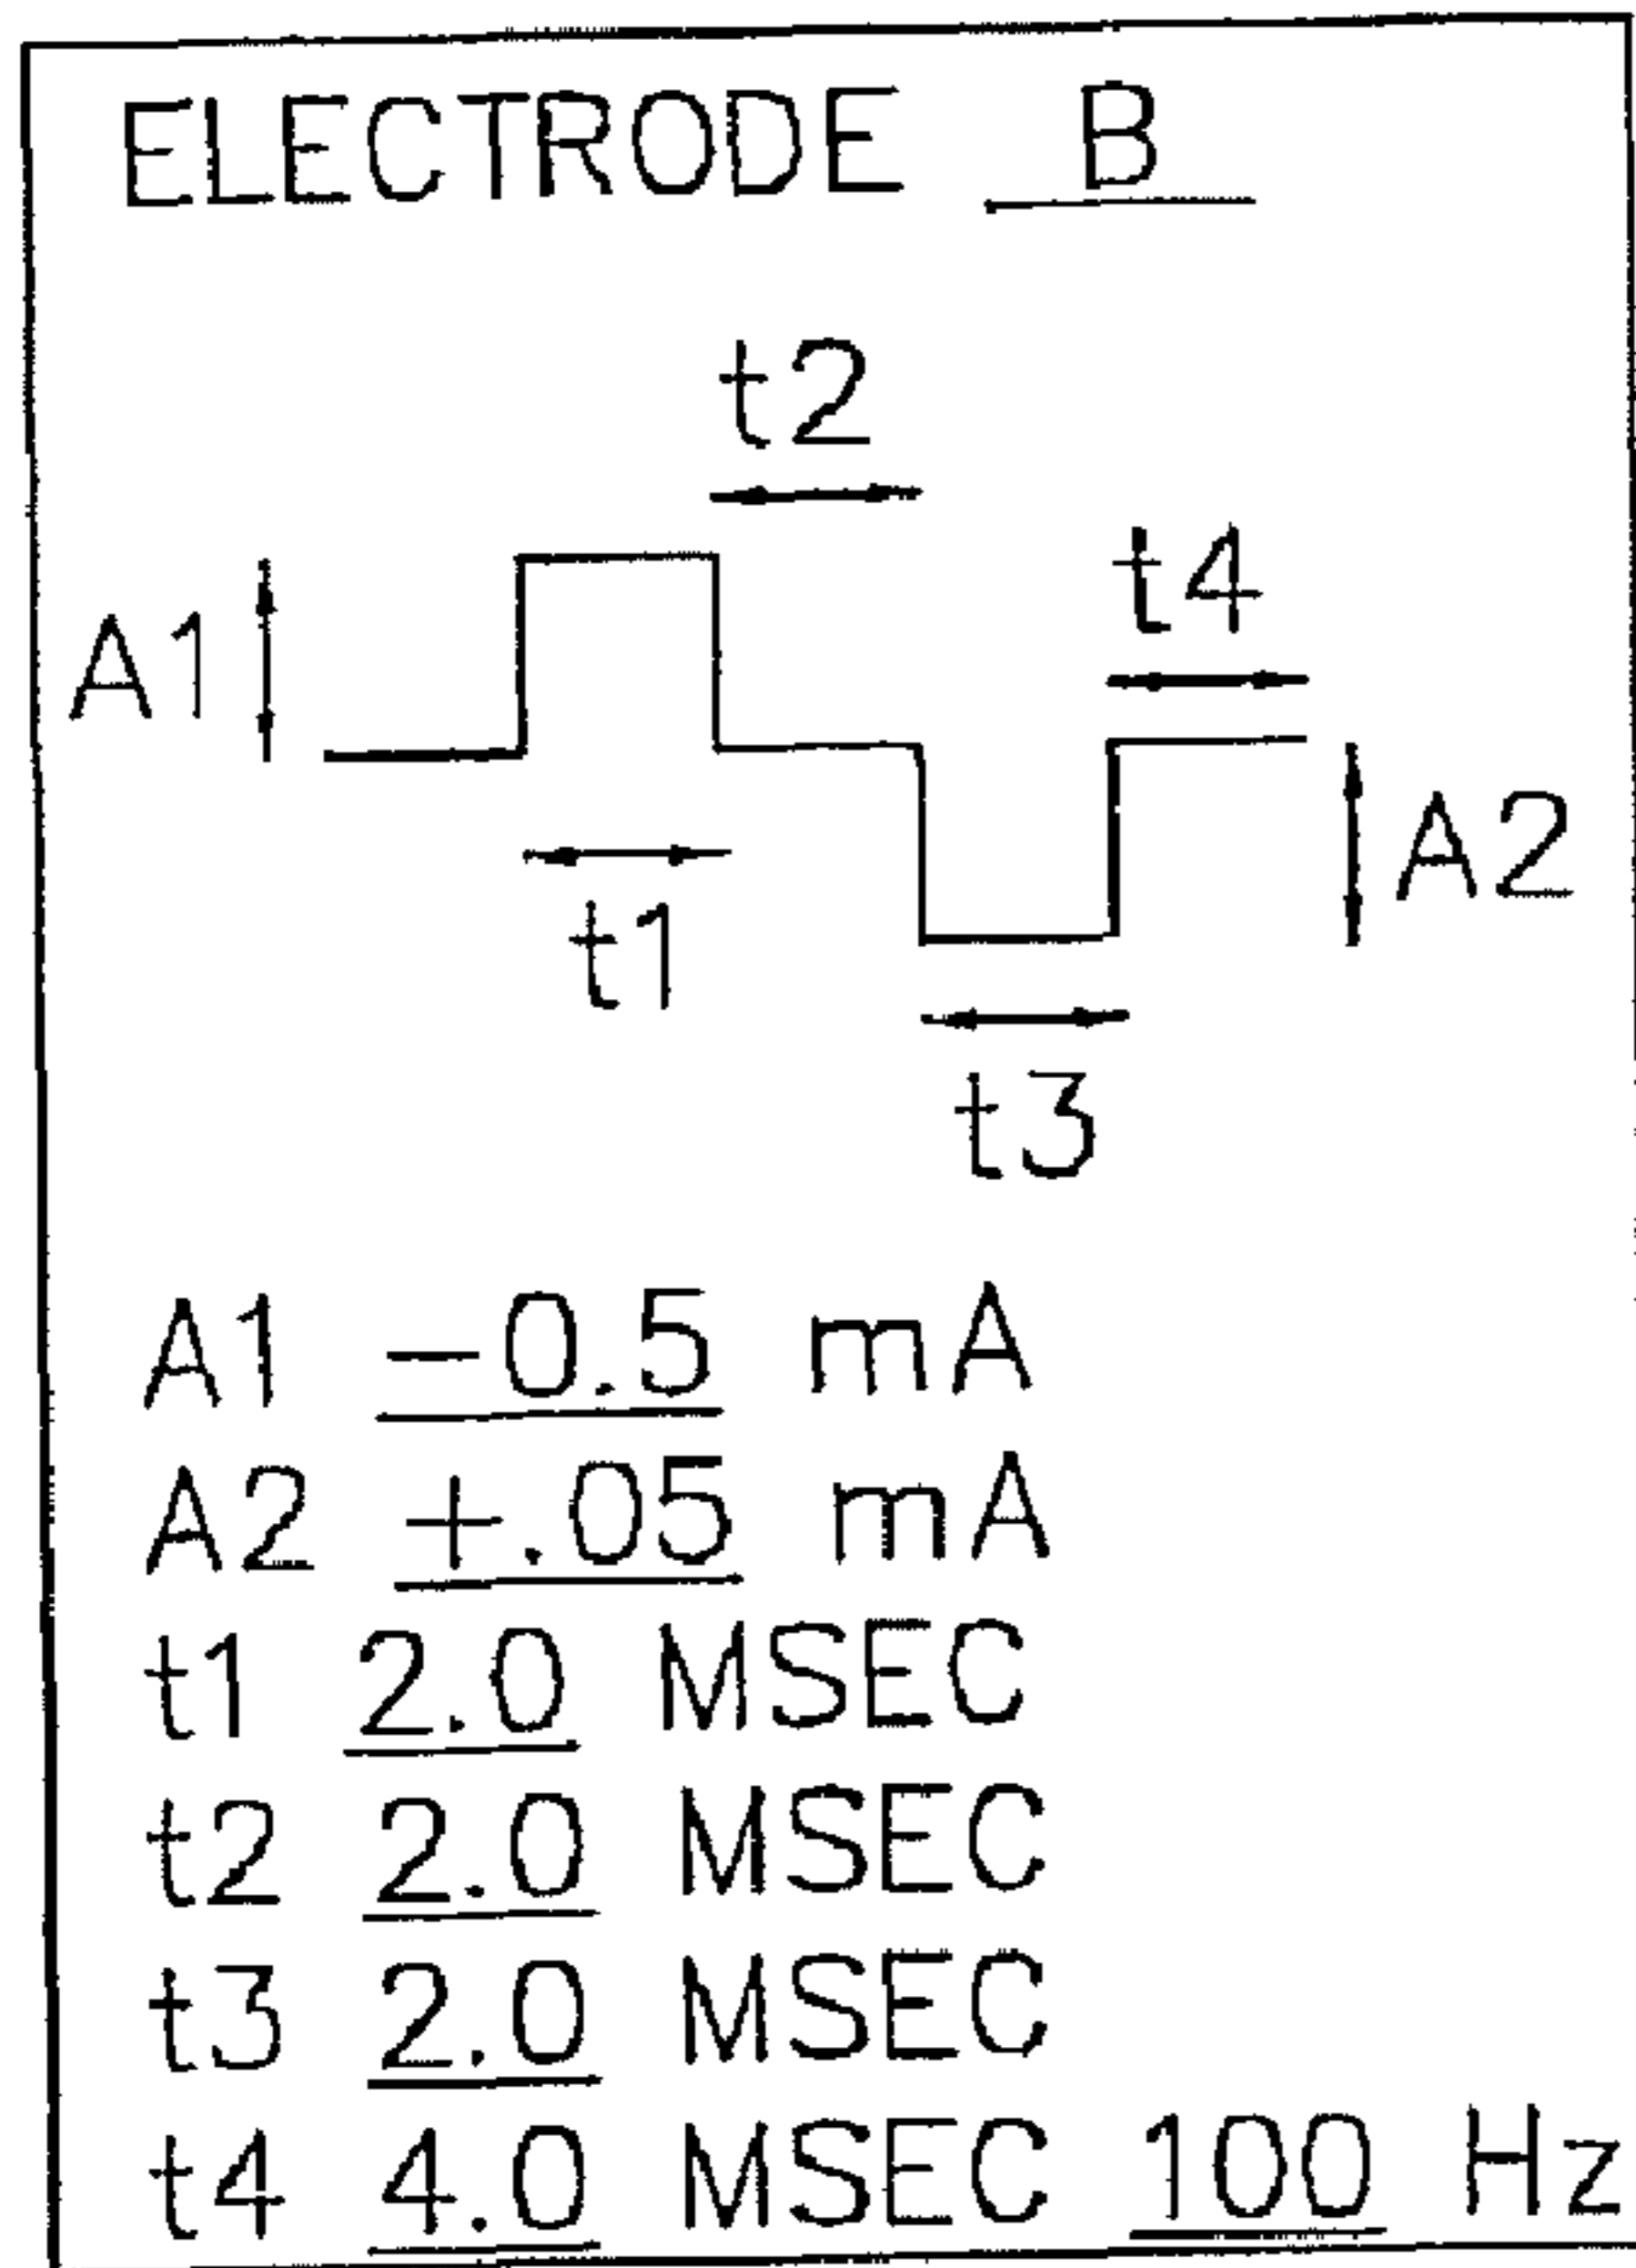 ELECTRODE B
t2
t4
A1
A2
t1
t3
A1 -0.5 mA
A2 +.05 mA
t1 2.0 MSEC
t2 2.0 MSEC
t3 2.0 MSEC
t4 4.0 MSEC 100 Hz